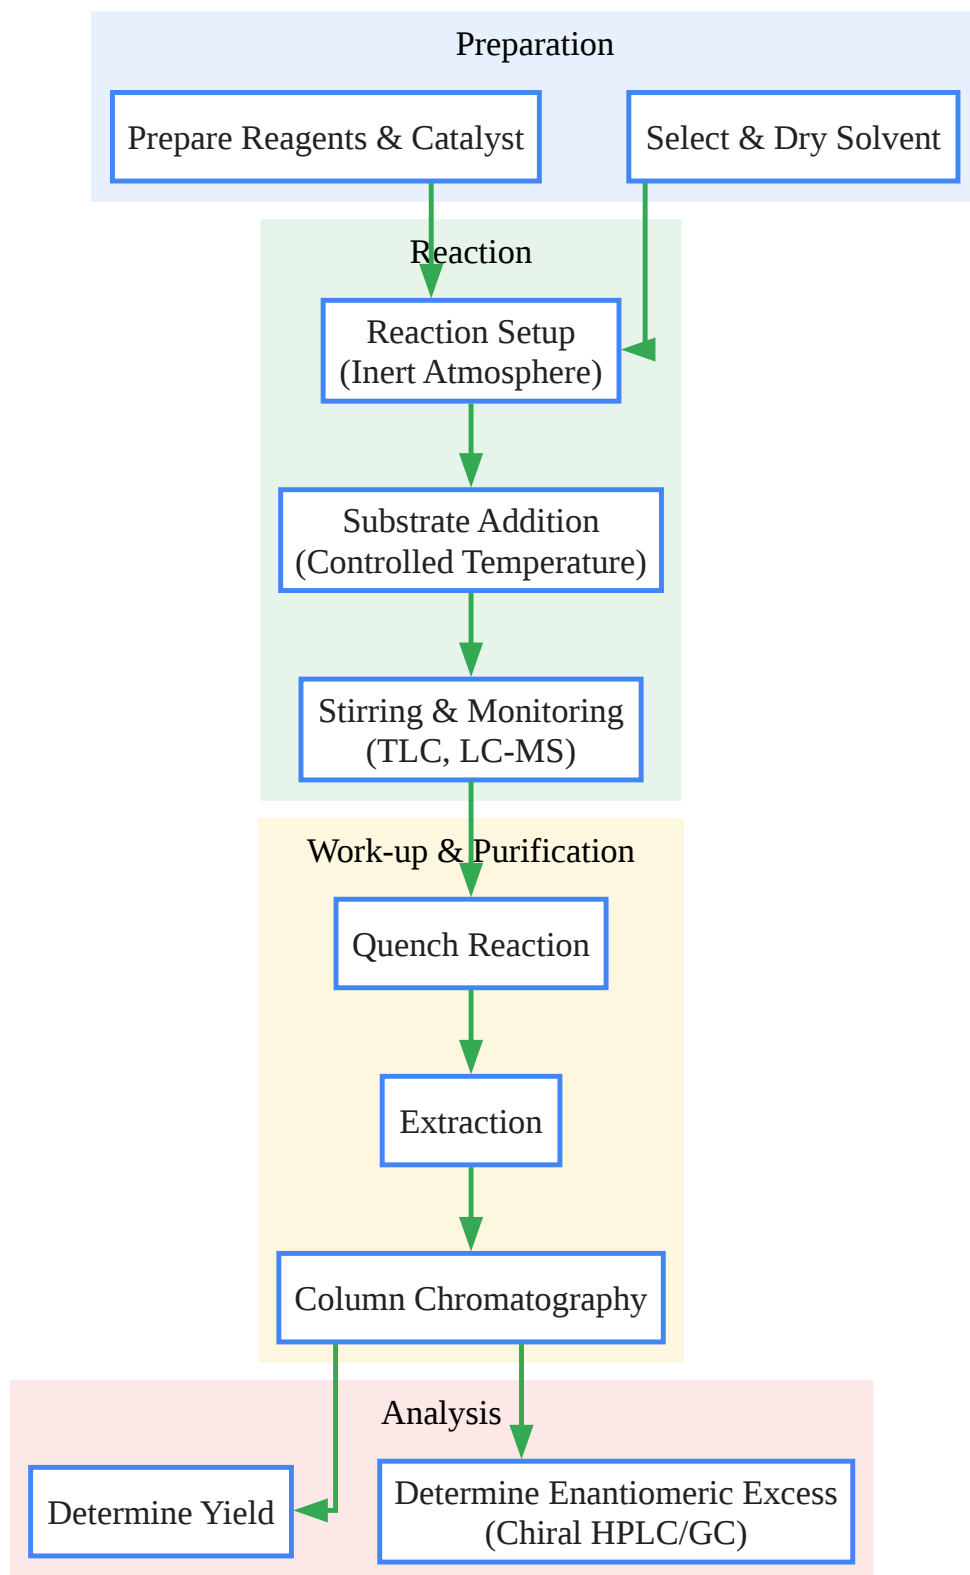 Preparation
Prepare Reagents & Catalyst
Select & Dry Solvent
Reaction
Reaction Setup
(Inert Atmosphere)
Substrate Addition
(Controlled Temperature)
Stirring & Monitoring
(TLC, LC-MS)
Work-up & Purification
Quench Reaction
Extraction
Column Chromatography
Analysis
Determine Yield
Determine Enantiomeric Excess
(Chiral HPLC/GC)